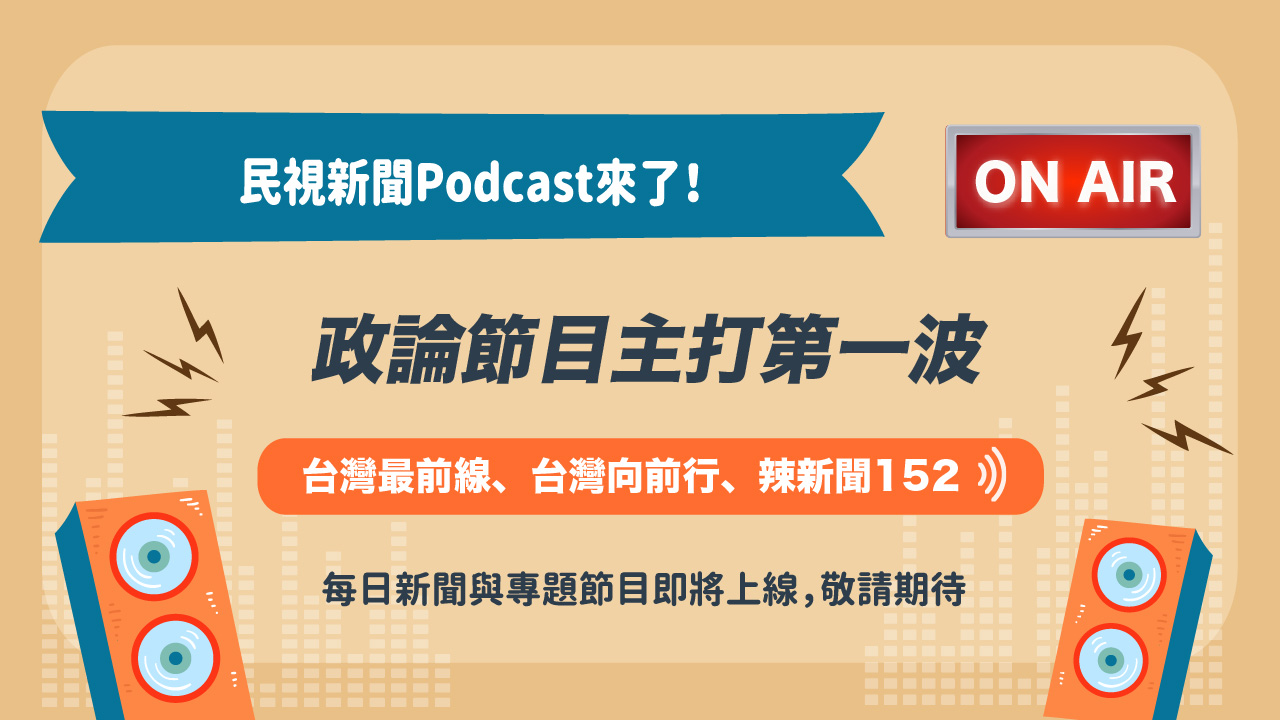 民視新聞Podcast來了!
ON AIR
政論節目主打第一波
台灣最前線、台灣向前行、辣新聞152
每日新聞與專題節目即將上線,敬請期待